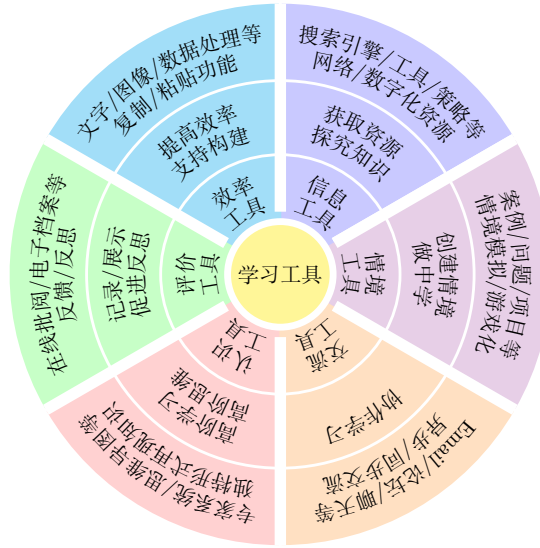 学习工具
信息
工具
获取资源
探究知识
搜索引擎/工具/策略等
网络/数字化资源
情境
工具
创建情境
做中学
案例/问题/项目等
情境模拟/游戏化
交流
工具
协作学习
Email/论坛/聊天等
异步/同步交流
认识
工具
高阶学习
高阶思维
专家系统/思维导图等
独特形式再现知识
评价
工具
记录/展示
促进反思
在线批阅/电子档案等
反馈/反思
效率
工具
提高效率
支持构建
文字/图像/数据处理等
复制/粘贴功能